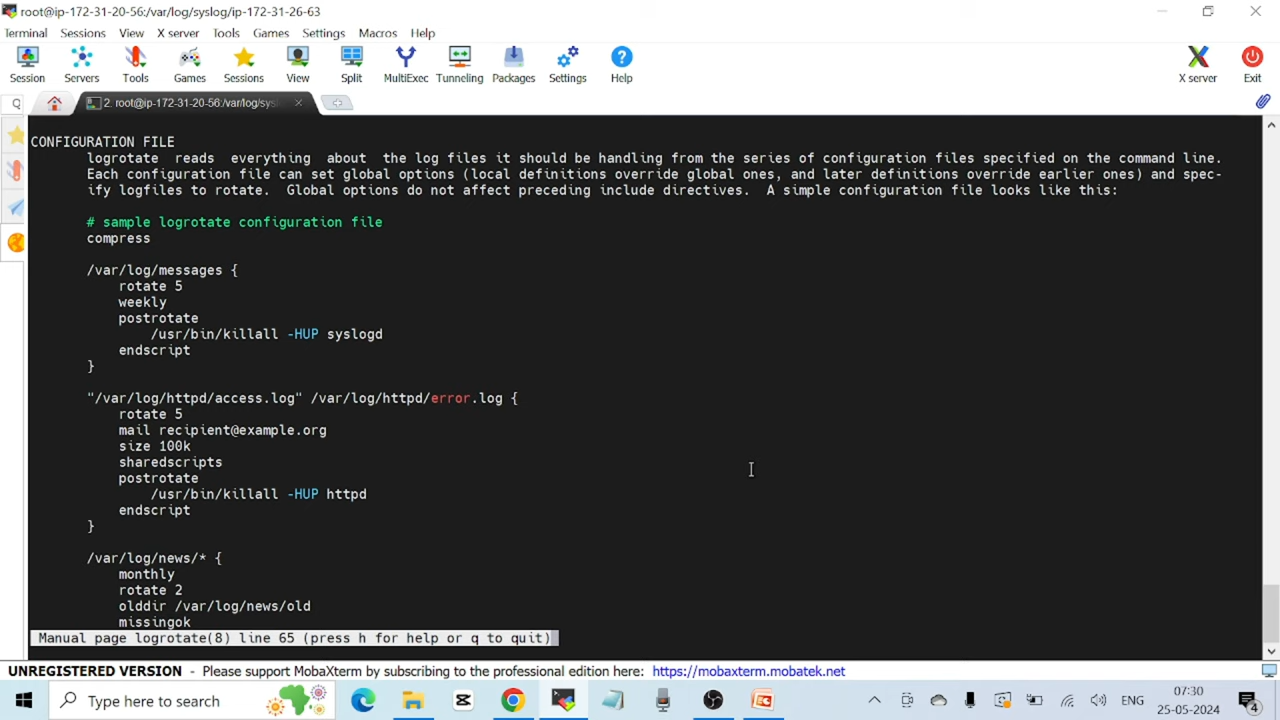 root@ip-172-31-20-56:/var/log/syslog/ip-172-31-26-63
Terminal Sessions View X server Tools Games Settings Macros Help
Session Servers Tools Games Sessions View Split MultiExec Tunneling Packages Settings Help X server Exit
2. root@ip-172-31-20-56:/var/log/sys
CONFIGURATION FILE
logrotate reads everything about the log files it should be handling from the series of configuration files specified on the command line.
Each configuration file can set global options (local definitions override global ones, and later definitions override earlier ones) and spec-
ify logfiles to rotate. Global options do not affect preceding include directives. A simple configuration file looks like this:
# sample logrotate configuration file
compress
/var/log/messages {
rotate 5
weekly
postrotate
/usr/bin/killall -HUP syslogd
endscript
}
"/var/log/httpd/access.log" /var/log/httpd/error.log {
rotate 5
mail recipient@example.org
size 100k
sharedscripts
postrotate
/usr/bin/killall -HUP httpd
endscript
}
/var/log/news/* {
monthly
rotate 2
olddir /var/log/news/old
missingok
Manual page logrotate(8) line 65 (press h for help or q to quit)
UNREGISTERED VERSION - Please support MobaXterm by subscribing to the professional edition here: https://mobaxterm.mobatek.net
Type here to search
ENG
07:30
25-05-2024
4